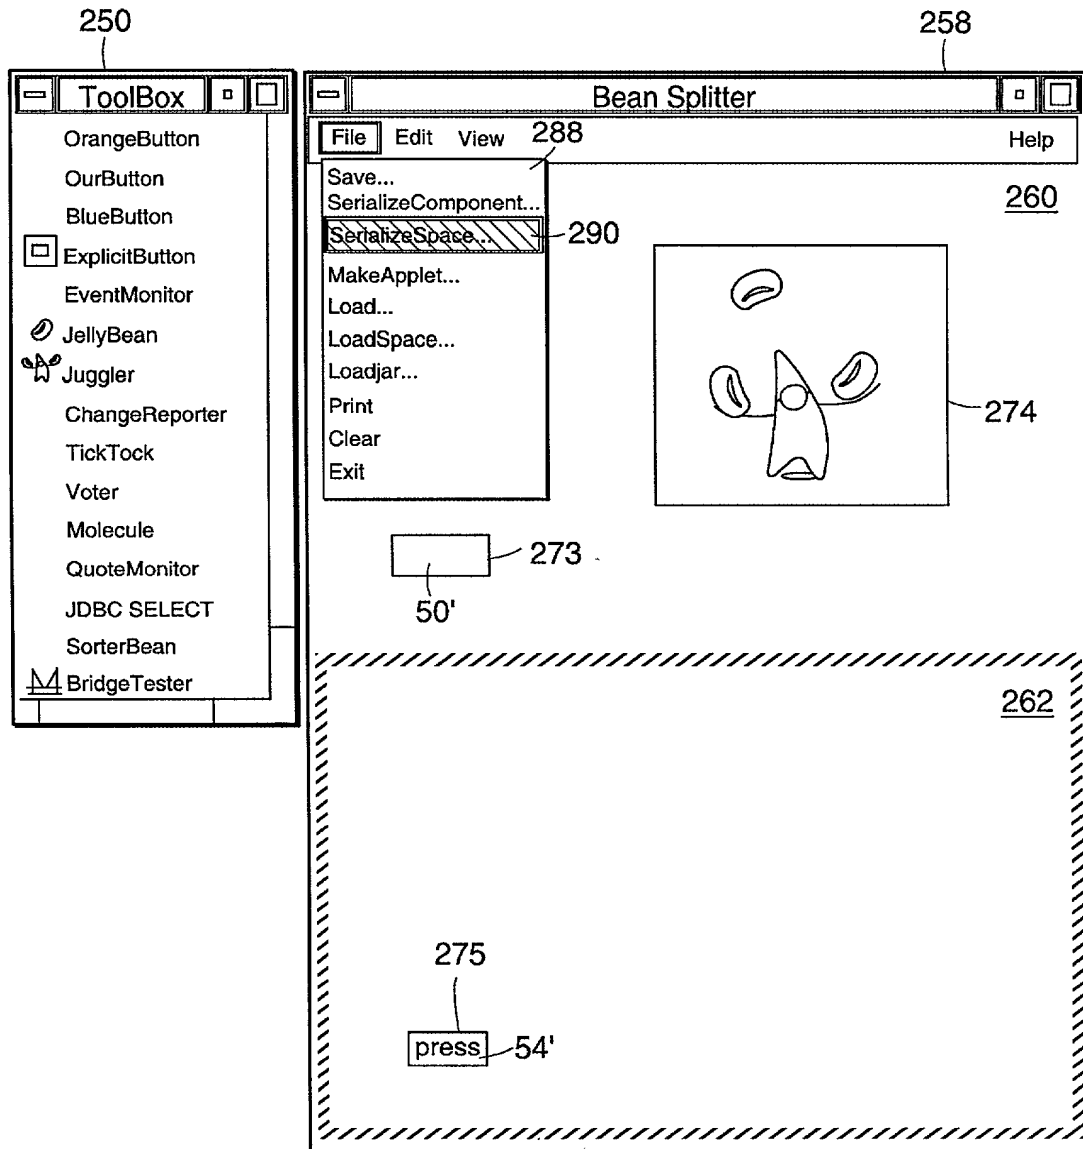 250
258
ToolBox
Bean Splitter
OrangeButton
OurButton
BlueButton
ExplicitButton
EventMonitor
JellyBean
Juggler
ChangeReporter
TickTock
Voter
Molecule
QuoteMonitor
JDBC SELECT
SorterBean
BridgeTester
File Edit View Help
288
Save...
SerializeComponent...
SerializeSpace...
290
MakeApplet...
Load...
LoadSpace...
Loadjar...
Print
Clear
Exit
260
274
273
50'
262
275
press
54'